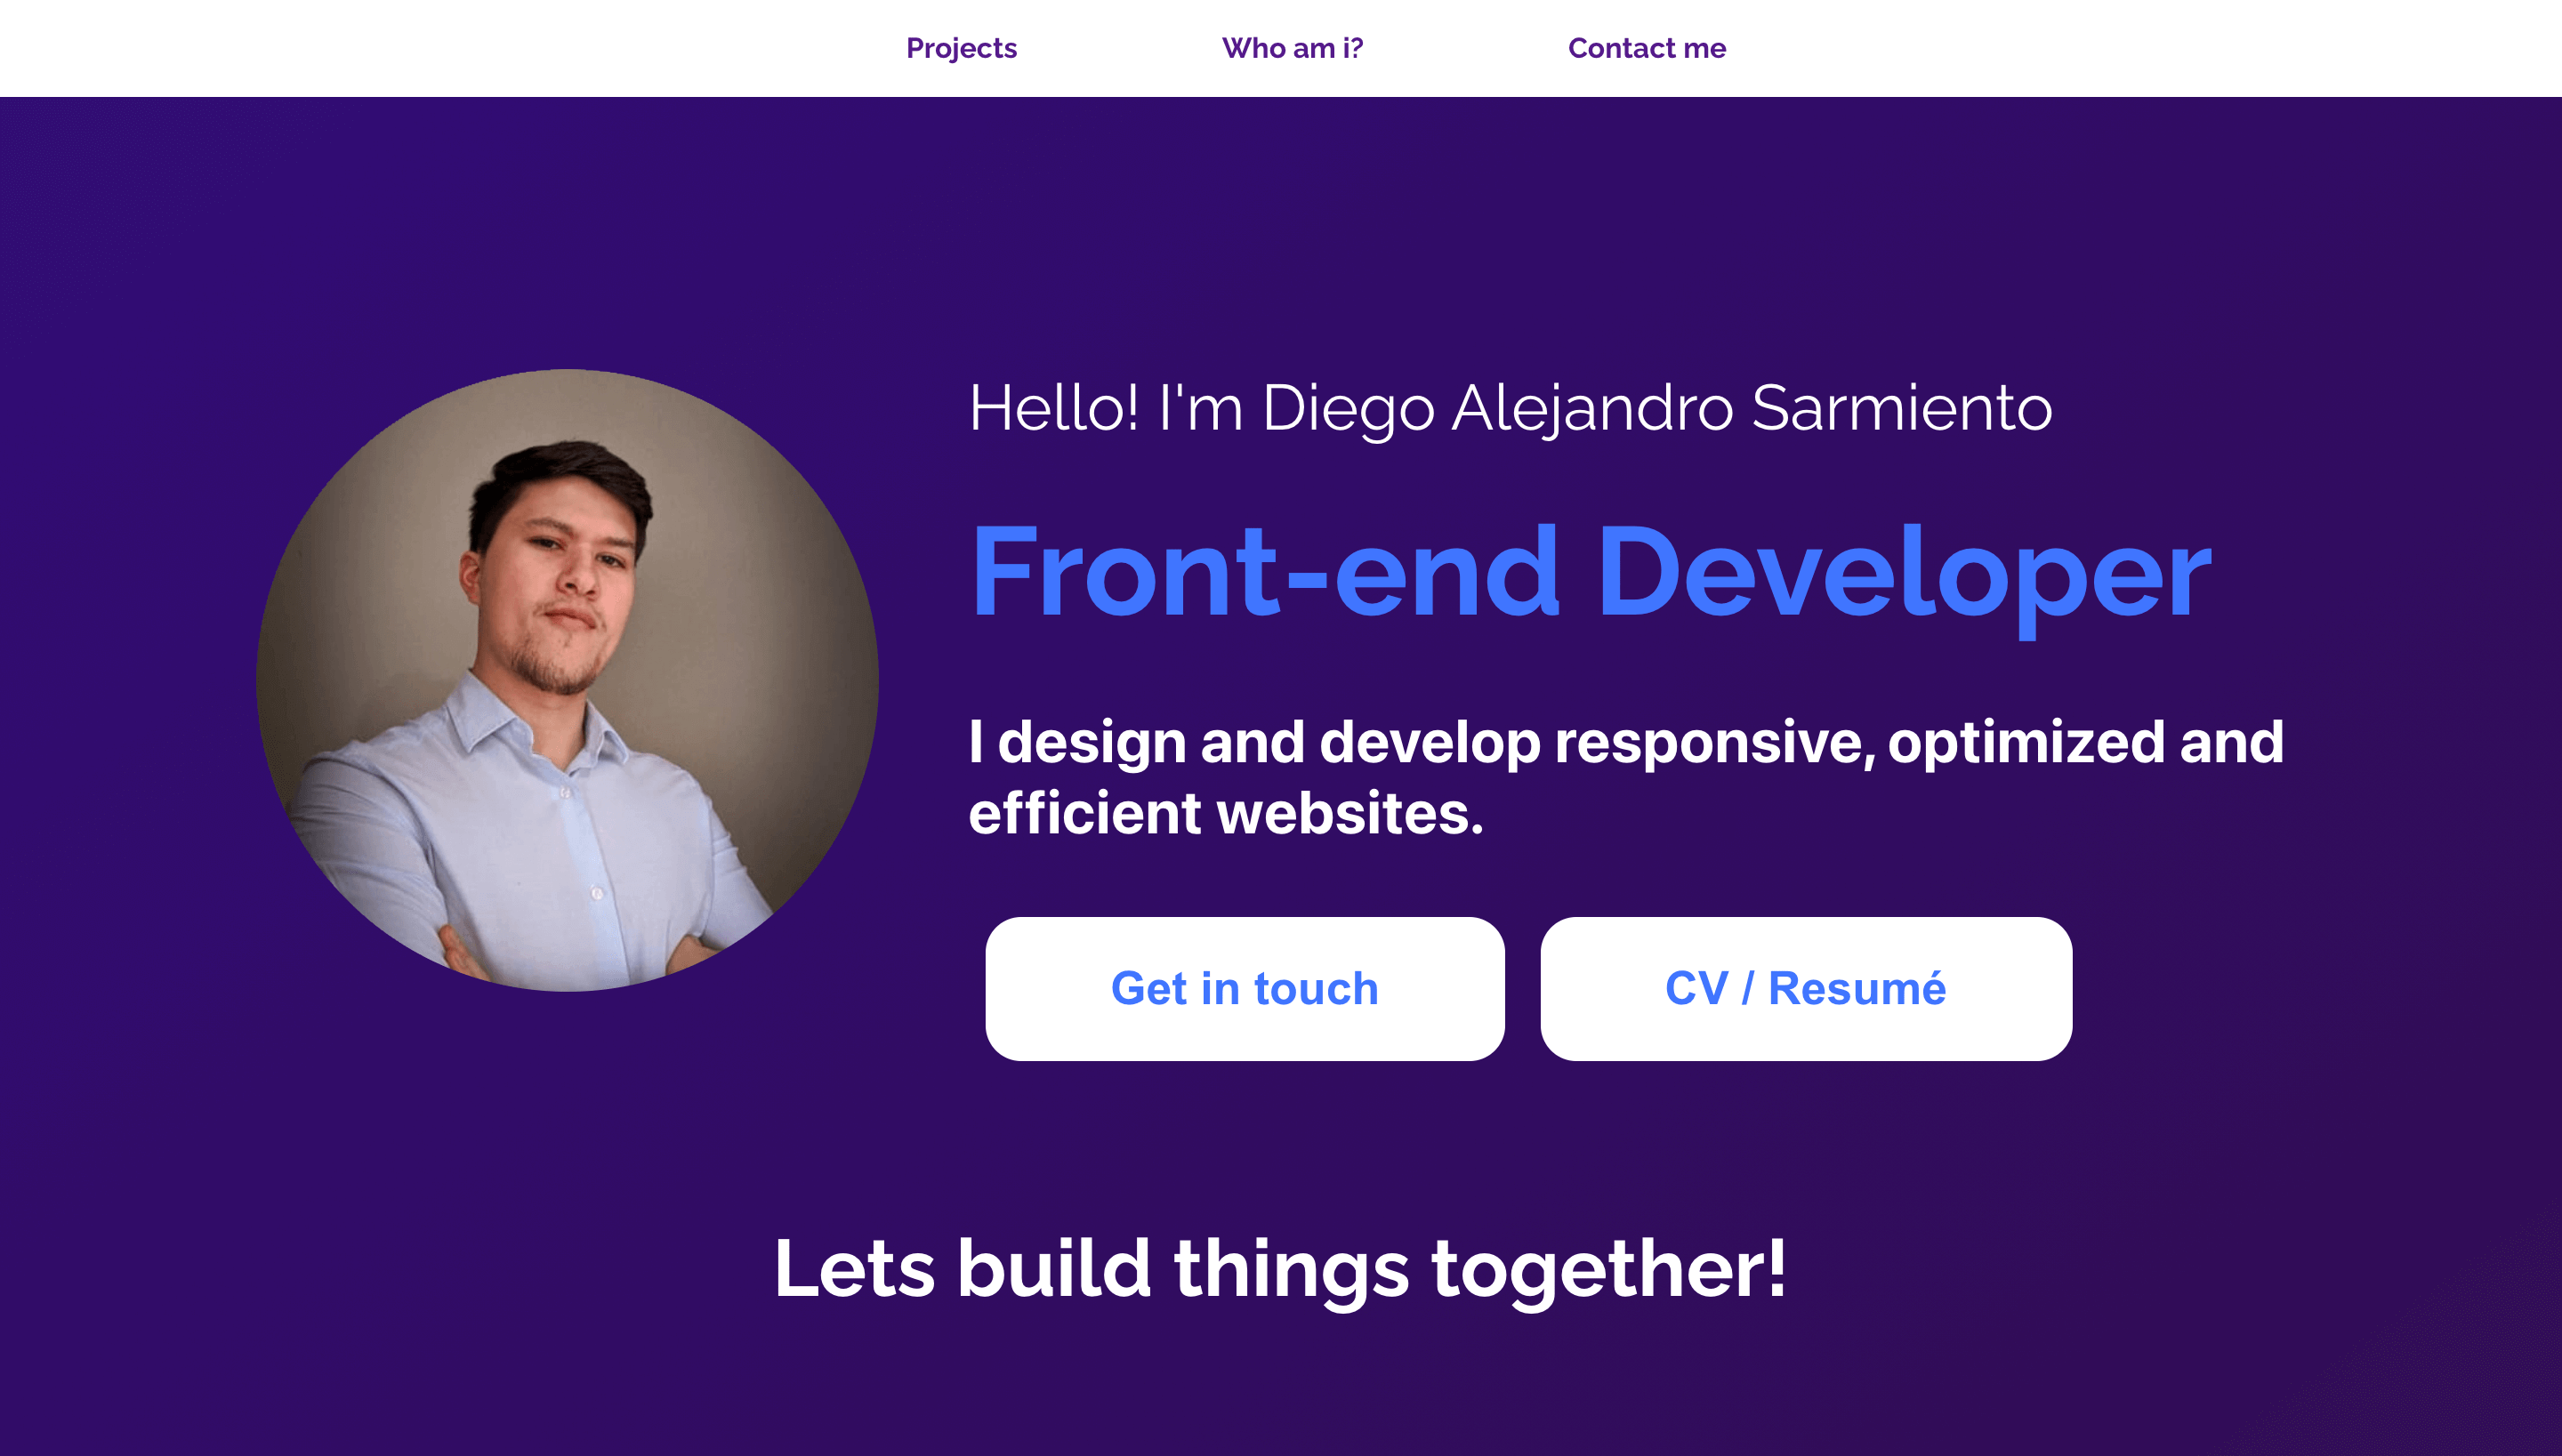 Projects
Who am i?
Contact me
Hello! I'm Diego Alejandro Sarmiento
Front-end Developer
I design and develop responsive, optimized and
efficient websites.
Get in touch
CV / Resumé
Lets build things together!